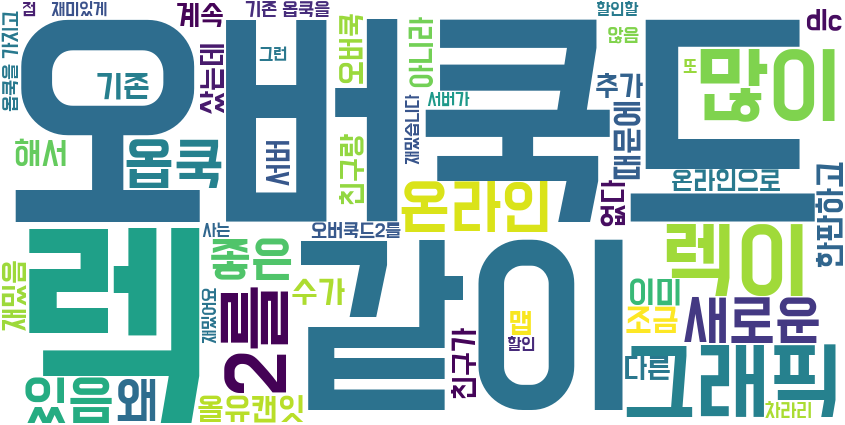 접
재미있게
계속
기존 옵쿡을
할인할
dlc
옵쿡을 가지고
오버쿡드
기존
샀는데
그런
오버쿡
아니라
않음
또
많이
서버가
추가
해서
옵쿡
서버
친구랑
재밌습니다
때문에
온라인
없다
온라인으로
한판하고
사는
오버쿡드2를
렉
같이
좋은
렉이
재밌음
재밌어요
2를
수가
맵
할인
이미
조금
새로운
친구가
다른
그래픽
있음
왜
올유캔잇
차라리